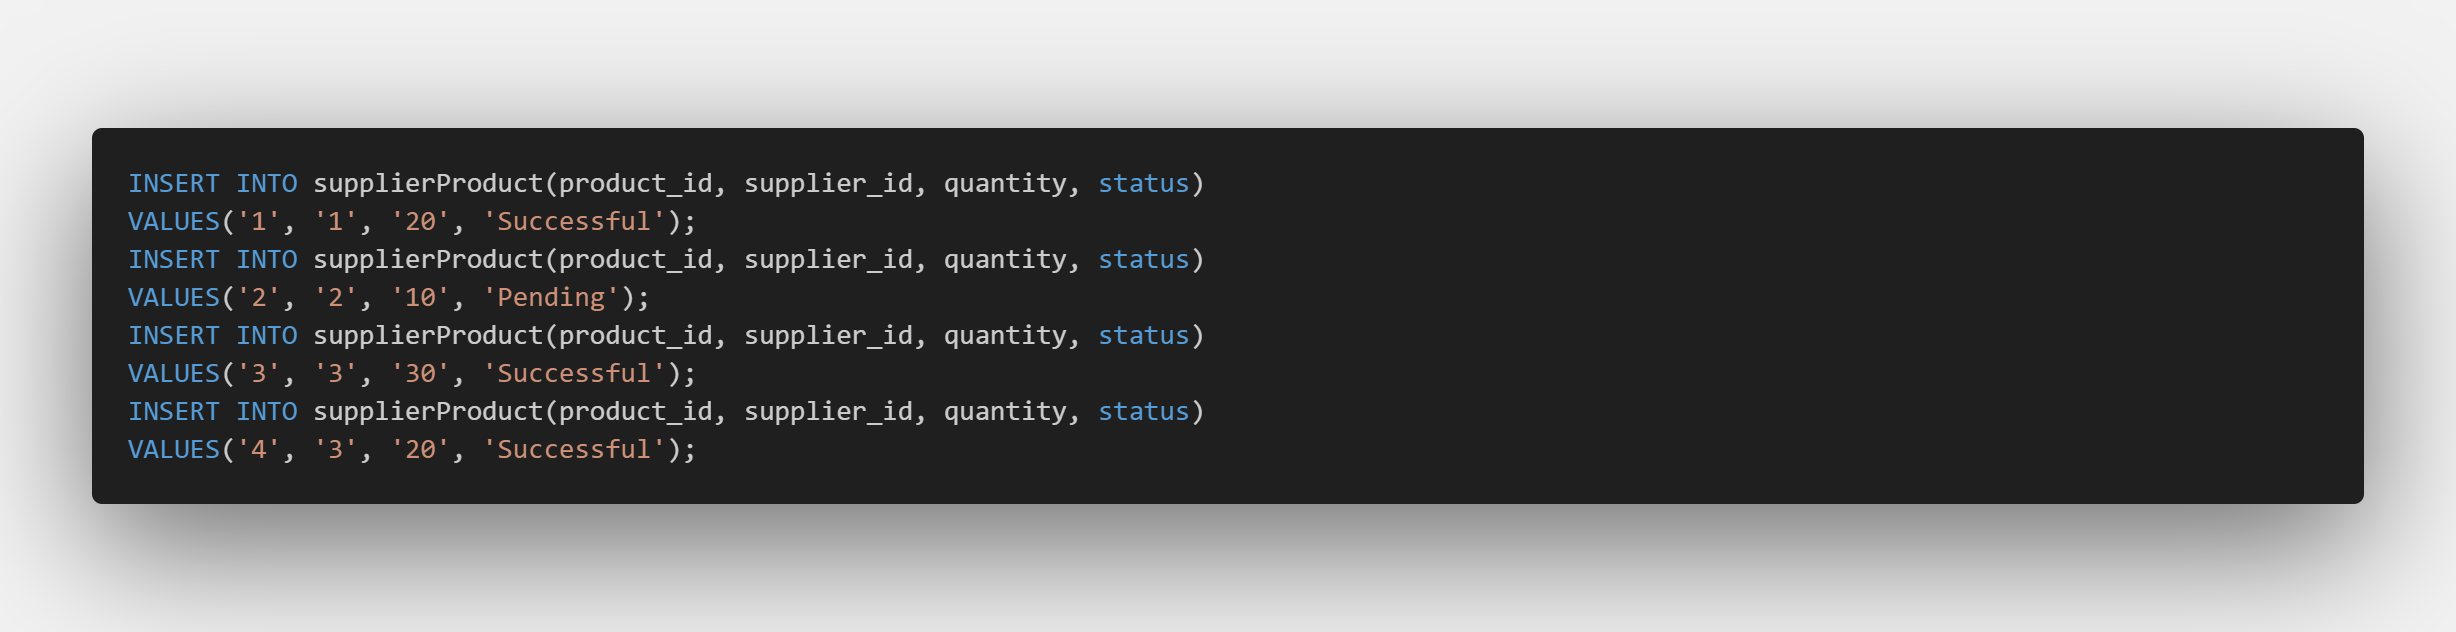 INSERT INTO supplierProduct(product_id, supplier_id, quantity, status)
VALUES('1', '1', '20', 'Successful');
INSERT INTO supplierProduct(product_id, supplier_id, quantity, status)
VALUES('2', '2', '10', 'Pending');
INSERT INTO supplierProduct(product_id, supplier_id, quantity, status)
VALUES('3', '3', '30', 'Successful');
INSERT INTO supplierProduct(product_id, supplier_id, quantity, status)
VALUES('4', '3', '20', 'Successful');